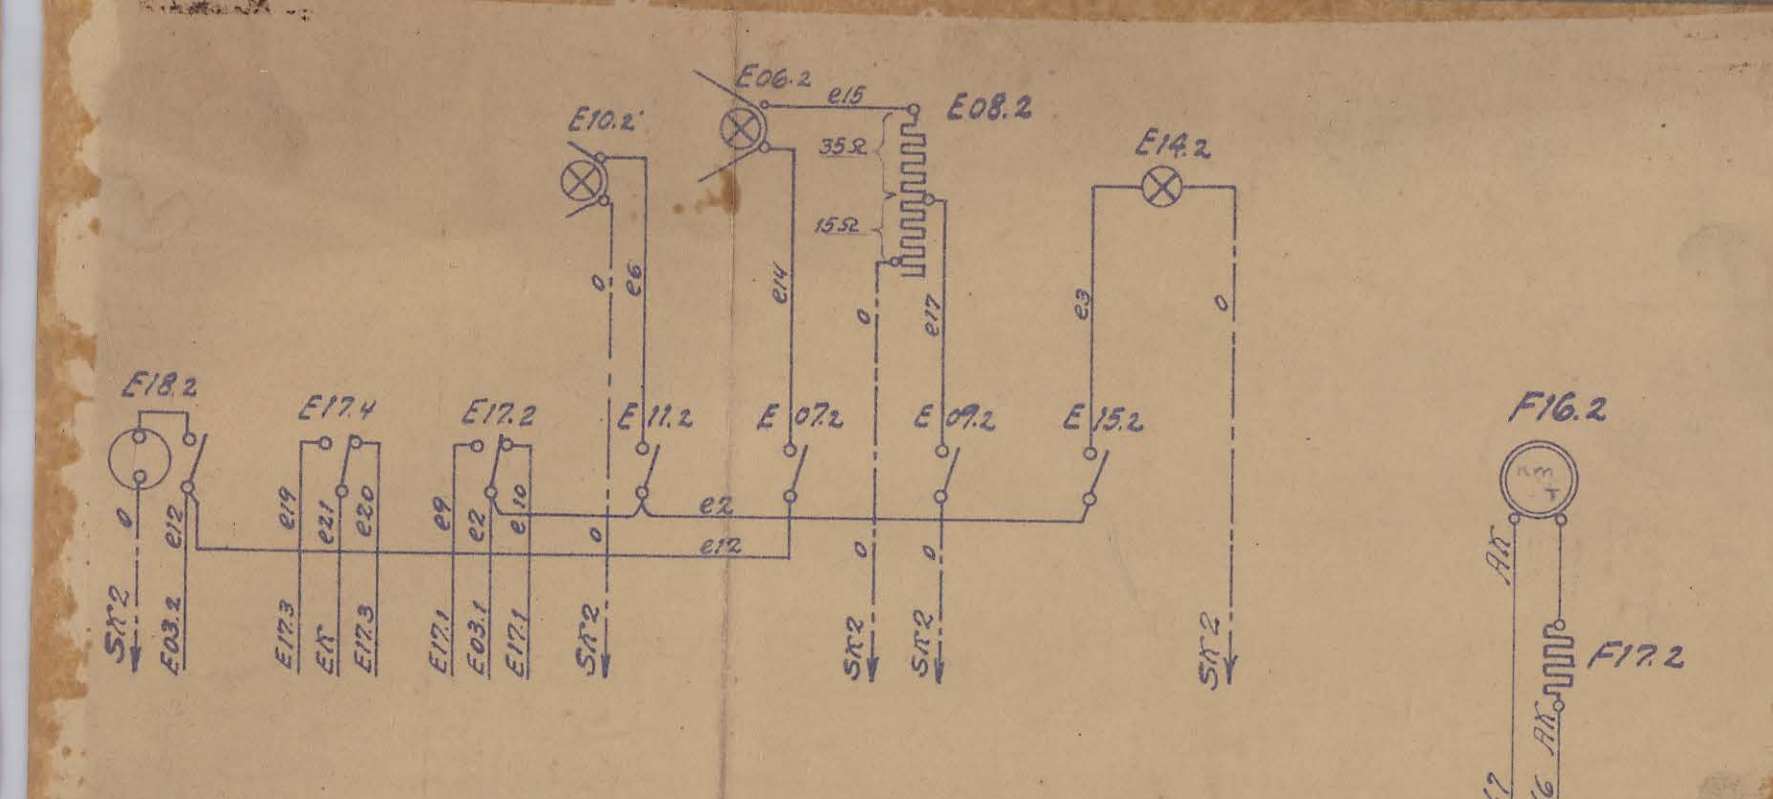 E06.2
e15
E08.2
E10.2
35Ω
E14.2
15Ω
0
e6
e14
0
e17
e3
0
E18.2
E17.4
E17.2
E 11.2
E 07.2
E 09.2
E 15.2
F16.2
0
e12
e19
e21
e20
e9
e2
e10
0
e2
e12
0
0
AK
SK2
E03.2
E17.3
EK
E17.3
E17.1
E03.1
E17.1
SK2
SK2
SK2
SK2
F17.2
AK